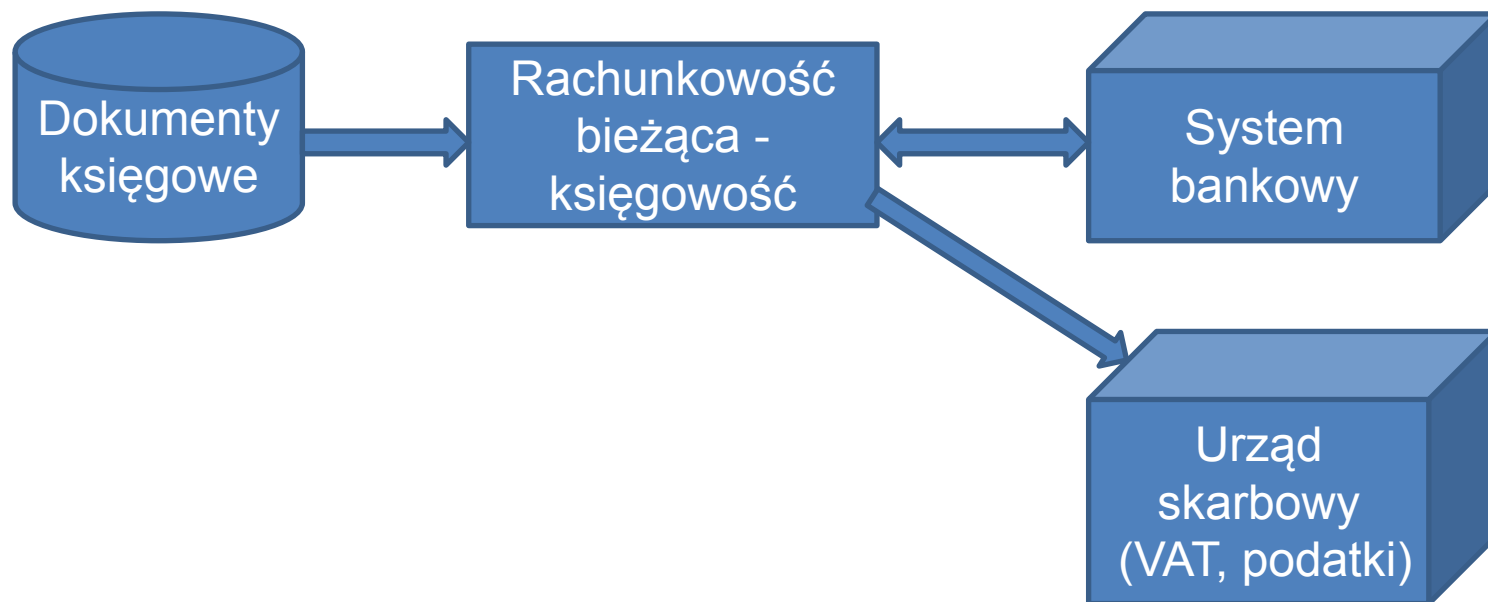 Dokumenty
księgowe
Rachunkowość
bieżąca -
księgowość
System
bankowy
Urząd
skarbowy
(VAT, podatki)